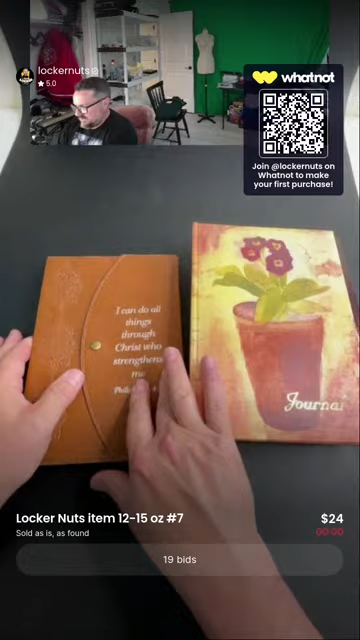 lockernuts
★ 5.0
whatnot
Join @lockernuts on
Whatnot to make
your first purchase!
I can do all
things
through
Christ who
strengthens
me
Journal
Locker Nuts item 12-15 oz #7
$24
Sold as is, as found
00:00
19 bids